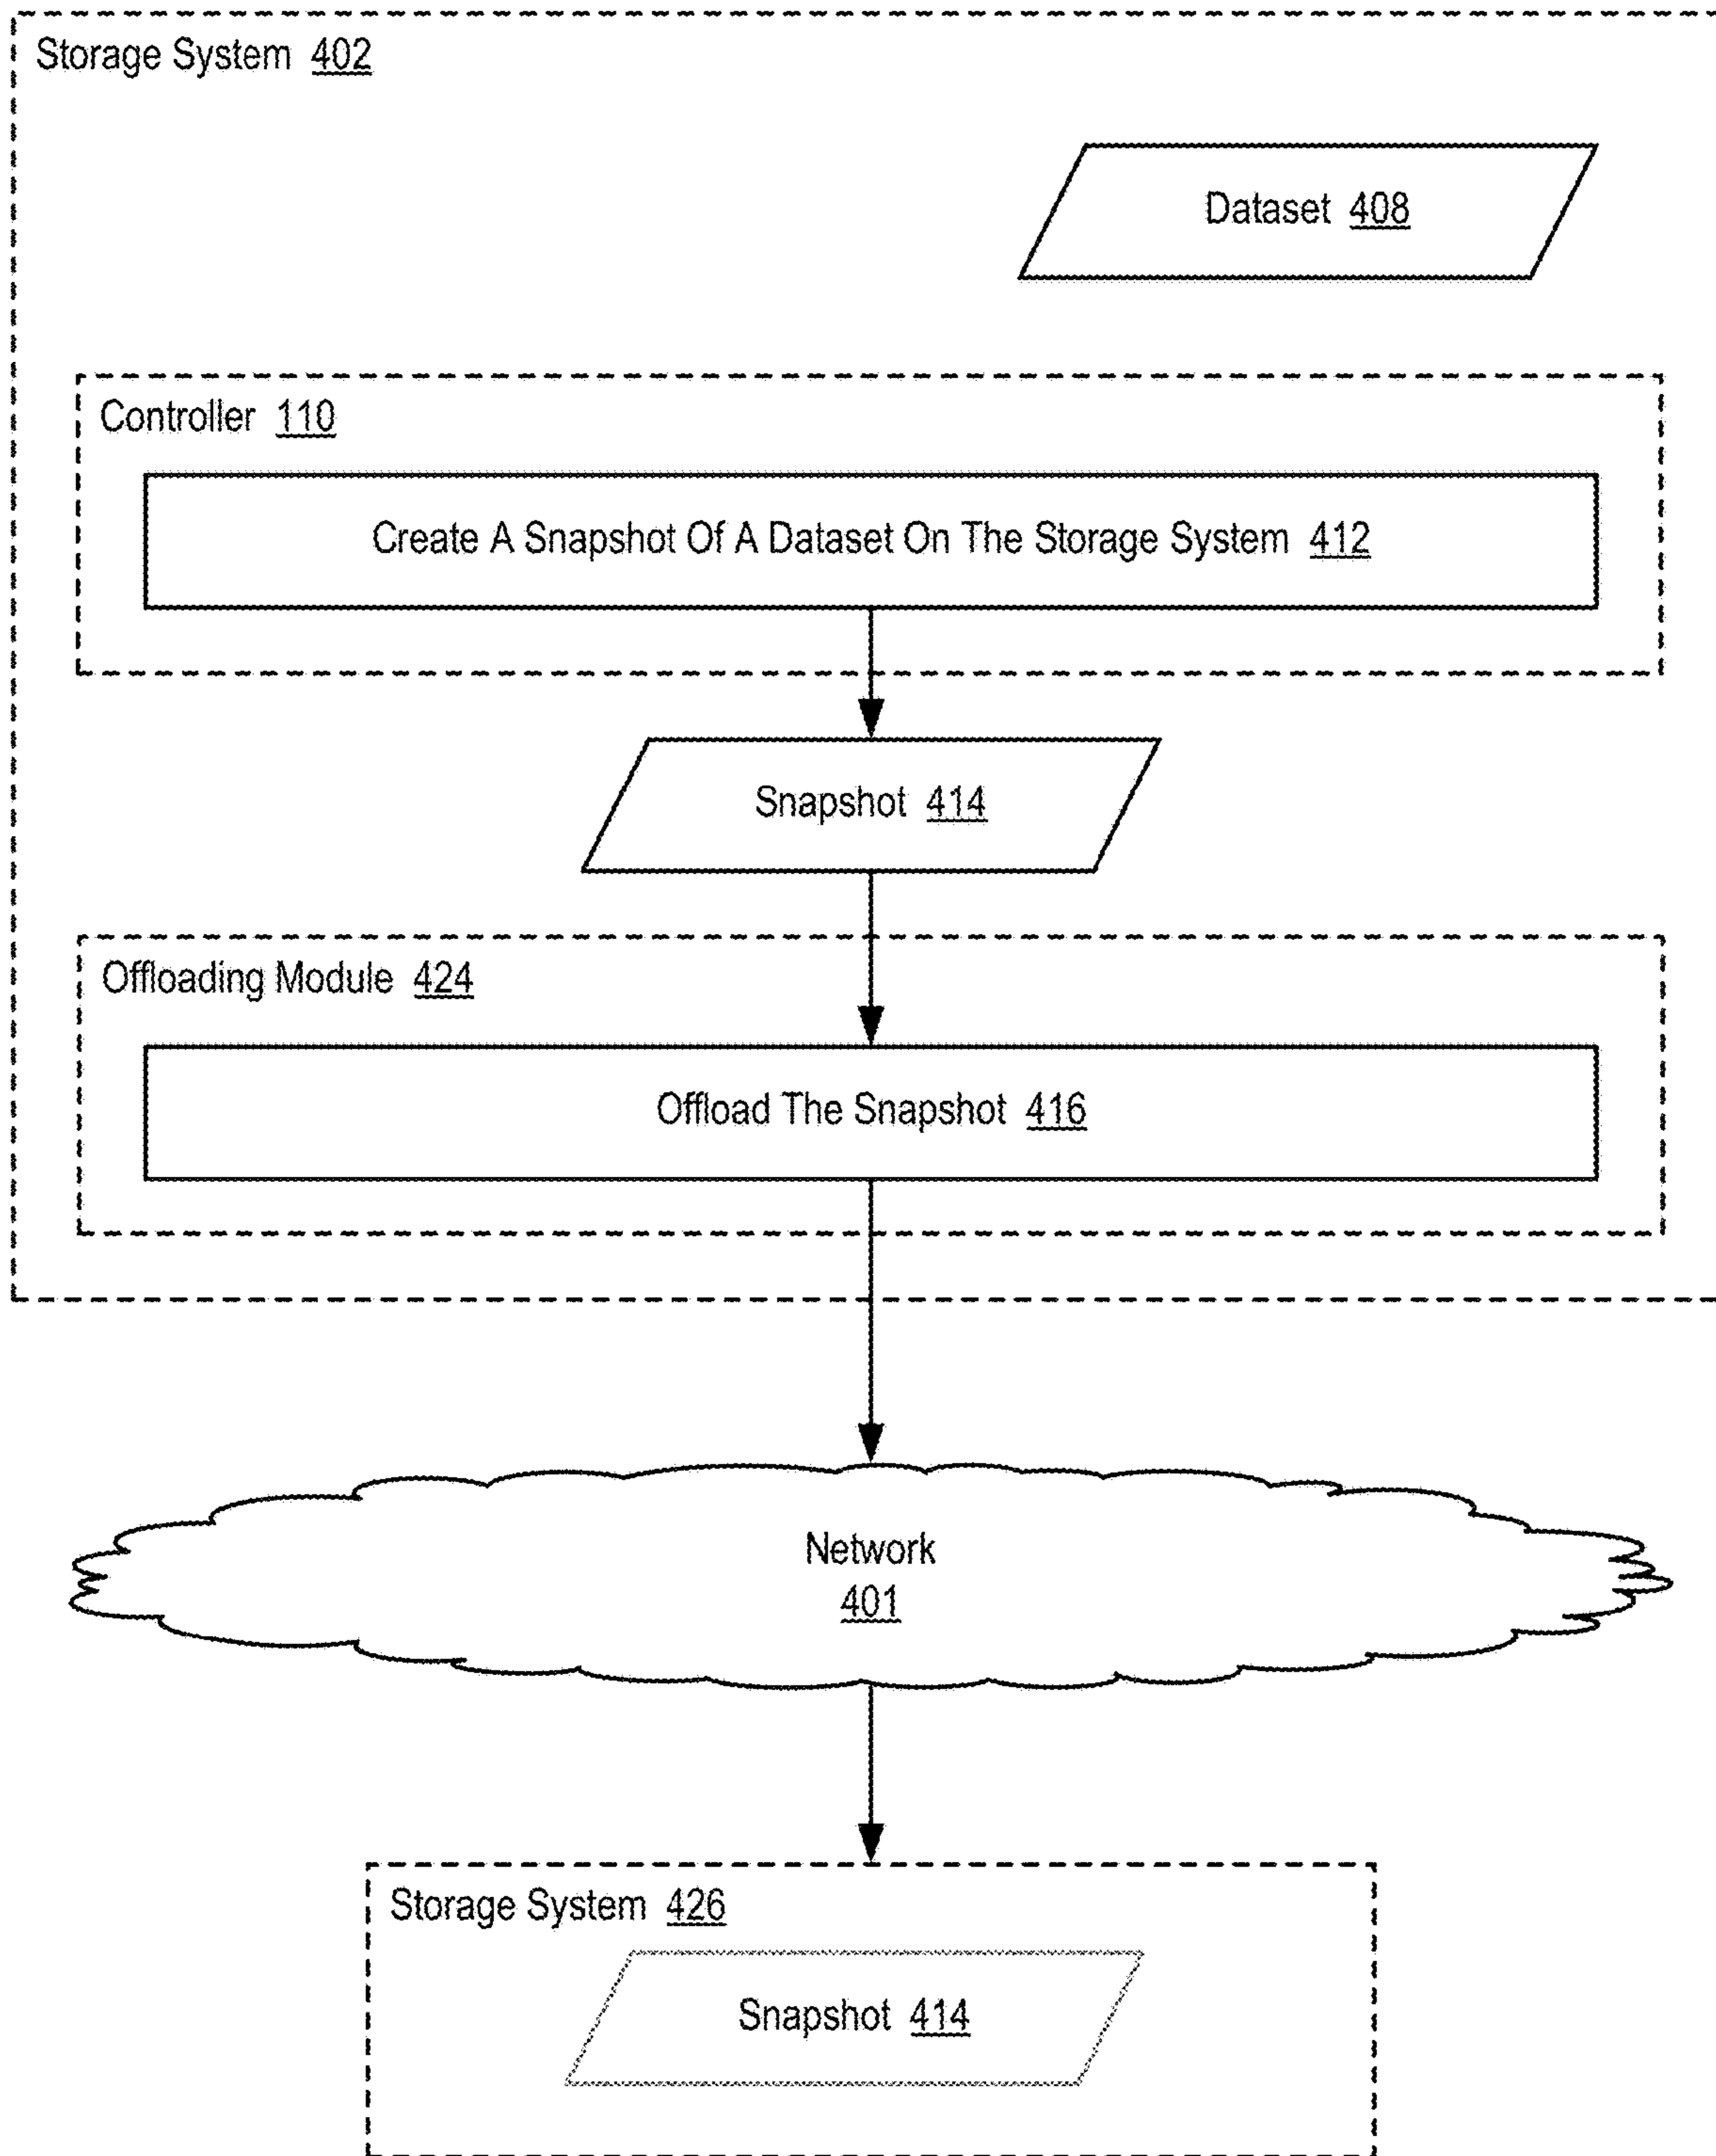 Storage System 402
Dataset 408
Controller 110
Create A Snapshot Of A Dataset On The Storage System 412
Snapshot 414
Offloading Module 424
Offload The Snapshot 416
Network
401
Storage System 426
Snapshot 414